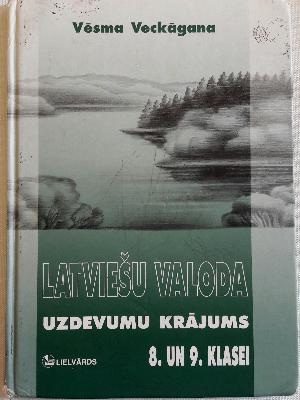 Vēsma Veckāgana
LATVIEŠU VALODA
UZDEVUMU KRĀJUMS
8. UN 9. KLASEI
LIELVĀRDS